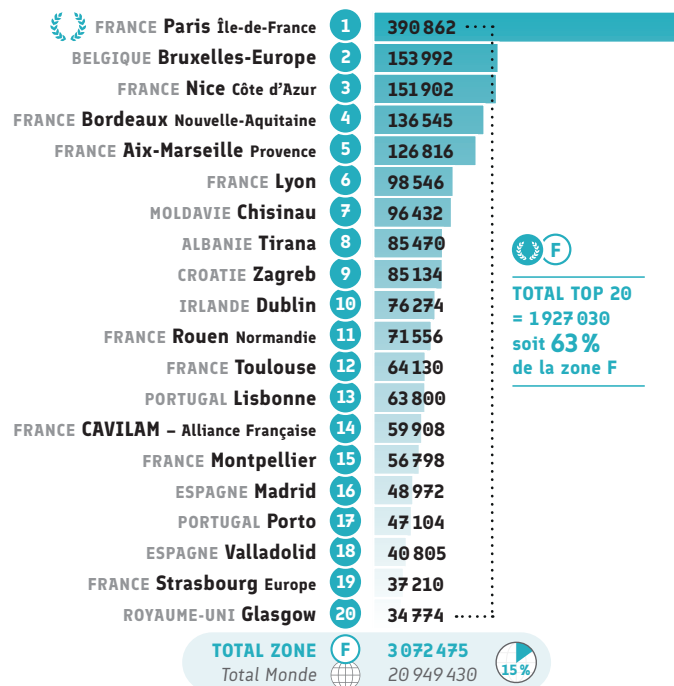 FRANCE Paris Île-de-France 1 390 862
BELGIQUE Bruxelles-Europe 2 153 992
FRANCE Nice Côte d'Azur 3 151 902
FRANCE Bordeaux Nouvelle-Aquitaine 4 136 545
FRANCE Aix-Marseille Provence 5 126 816
FRANCE Lyon 6 98 546
MOLDAVIE Chisinau 7 96 432
ALBANIE Tirana 8 85 470
CROATIE Zagreb 9 85 134
IRLANDE Dublin 10 76 274
FRANCE Rouen Normandie 11 71 556
FRANCE Toulouse 12 64 130
PORTUGAL Lisbonne 13 63 800
FRANCE CAVILAM – Alliance Française 14 59 908
FRANCE Montpellier 15 56 798
ESPAGNE Madrid 16 48 972
PORTUGAL Porto 17 47 104
ESPAGNE Valladolid 18 40 805
FRANCE Strasbourg Europe 19 37 210
ROYAUME-UNI Glasgow 20 34 774
F
TOTAL TOP 20
= 1 927 030
soit 63 %
de la zone F
TOTAL ZONE F 3 072 475
Total Monde 20 949 430
15 %